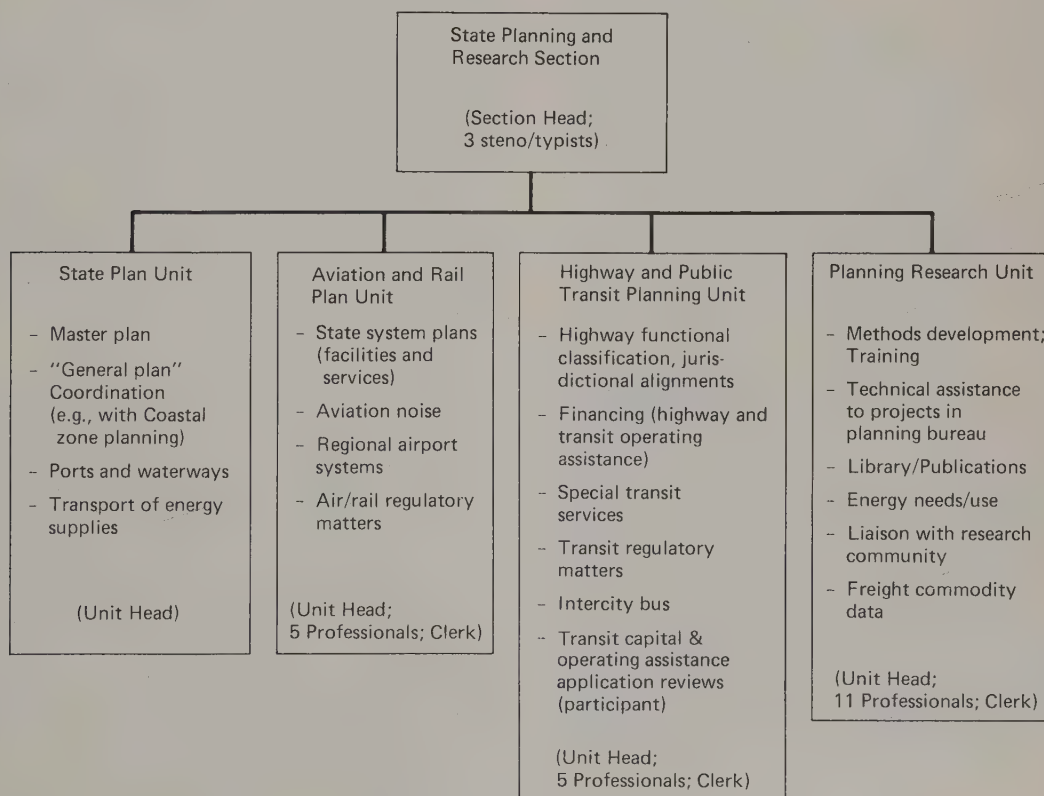 State Planning and
Research Section
(Section Head;
3 steno/typists)
State Plan Unit
- Master plan
- "General plan"
Coordination
(e.g., with Coastal
zone planning)
- Ports and waterways
- Transport of energy
supplies
(Unit Head)
Aviation and Rail
Plan Unit
- State system plans
(facilities and
services)
- Aviation noise
- Regional airport
systems
- Air/rail regulatory
matters
(Unit Head;
5 Professionals; Clerk)
Highway and Public
Transit Planning Unit
- Highway functional
classification, juris-
dictional alignments
- Financing (highway and
transit operating
assistance)
- Special transit
services
- Transit regulatory
matters
- Intercity bus
- Transit capital &
operating assistance
application reviews
(participant)
(Unit Head;
5 Professionals; Clerk)
Planning Research Unit
- Methods development;
Training
- Technical assistance
to projects in
planning bureau
- Library/Publications
- Energy needs/use
- Liaison with research
community
- Freight commodity
data
(Unit Head;
11 Professionals; Clerk)